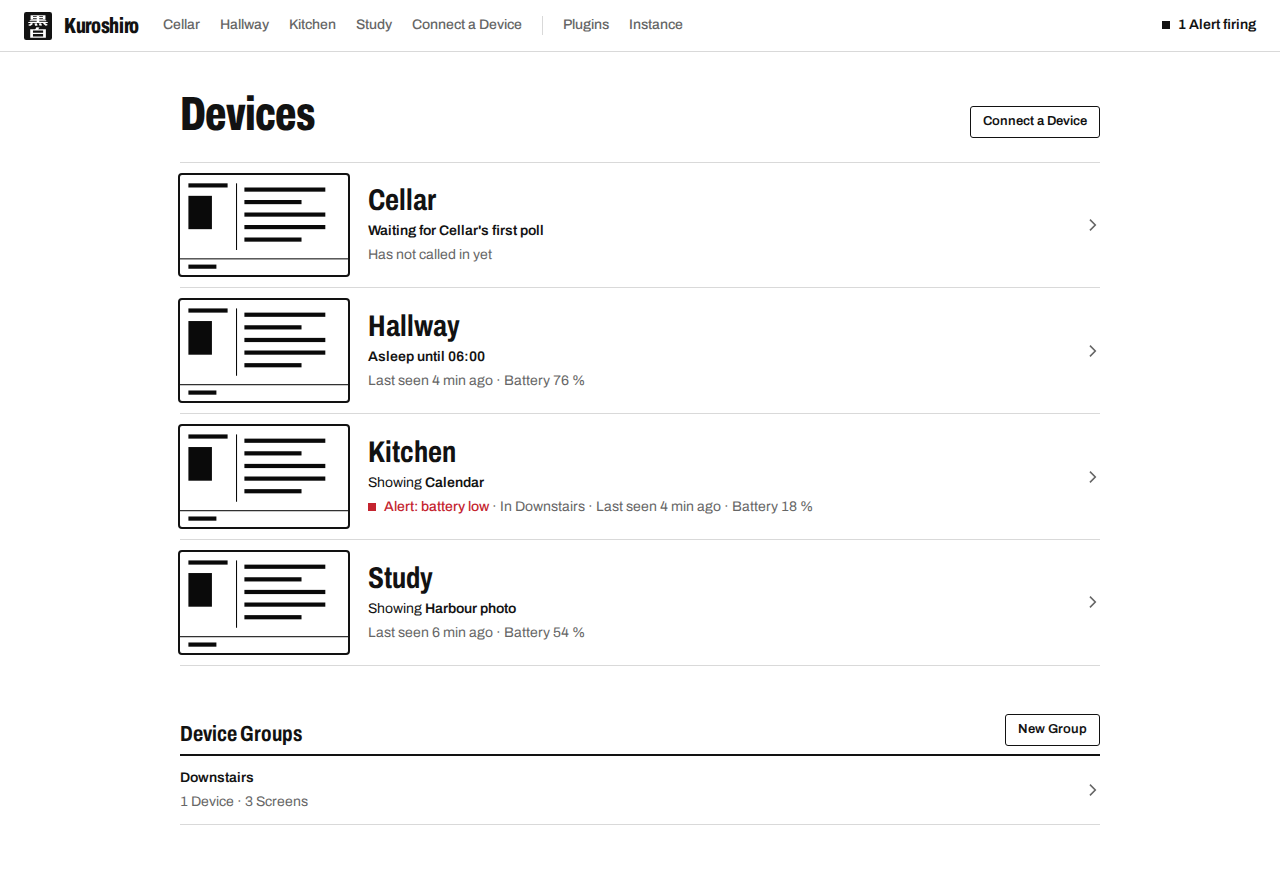 黒白 Kuroshiro Cellar Hallway Kitchen Study Connect a Device Plugins Instance 1 Alert firing
Devices
Connect a Device
Cellar
Waiting for Cellar's first poll
Has not called in yet
Hallway
Asleep until 06:00
Last seen 4 min ago · Battery 76 %
Kitchen
Showing Calendar
Alert: battery low · In Downstairs · Last seen 4 min ago · Battery 18 %
Study
Showing Harbour photo
Last seen 6 min ago · Battery 54 %
Device Groups
New Group
Downstairs
1 Device · 3 Screens